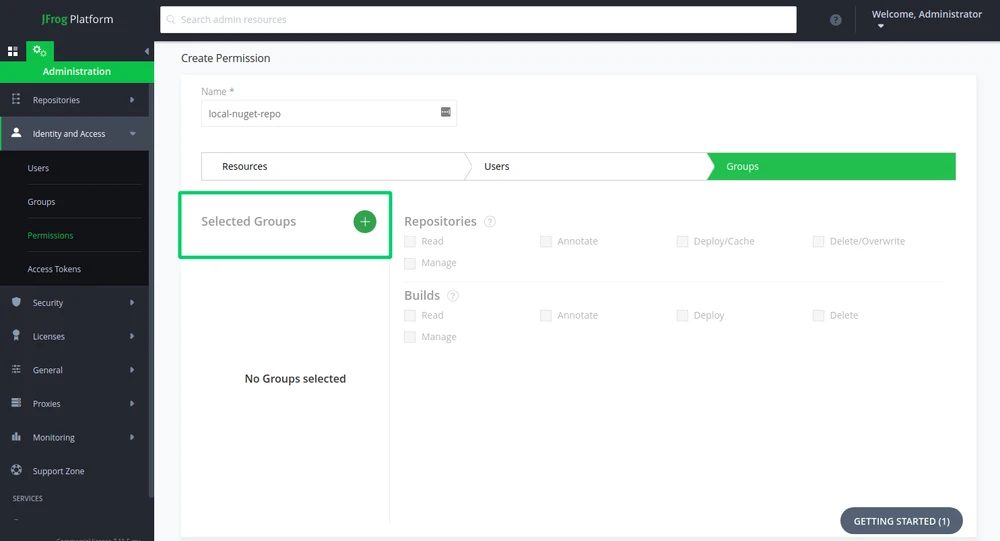 JFrog Platform
Search admin resources
?
Welcome, Administrator
Administration
Repositories
Identity and Access
Users
Groups
Permissions
Access Tokens
Security
Licenses
General
Proxies
Monitoring
Support Zone
SERVICES
Create Permission
Name *
local-nuget-repo
Resources
Users
Groups
Selected Groups
No Groups selected
Repositories ?
Read Annotate Deploy/Cache Delete/Overwrite
Manage
Builds ?
Read Annotate Deploy Delete
Manage
GETTING STARTED (1)